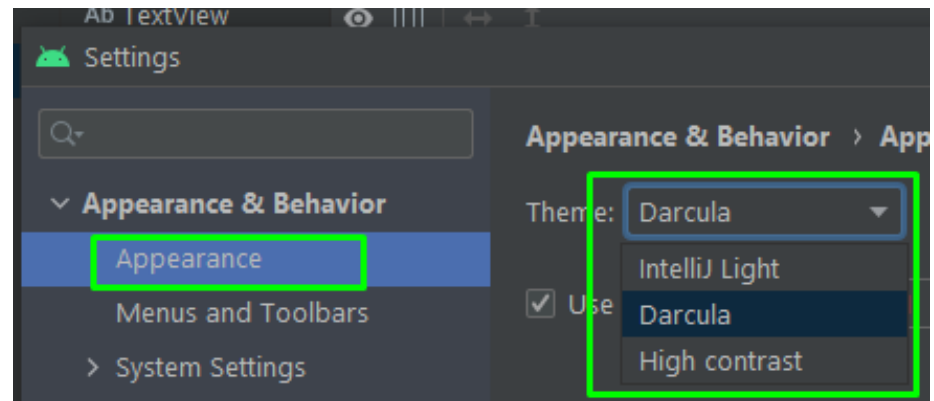 Ab TextView
Settings
Appearance & Behavior › App
Appearance & Behavior
Theme: Darcula
Appearance
IntelliJ Light
Menus and Toolbars
Use
Darcula
System Settings
High contrast